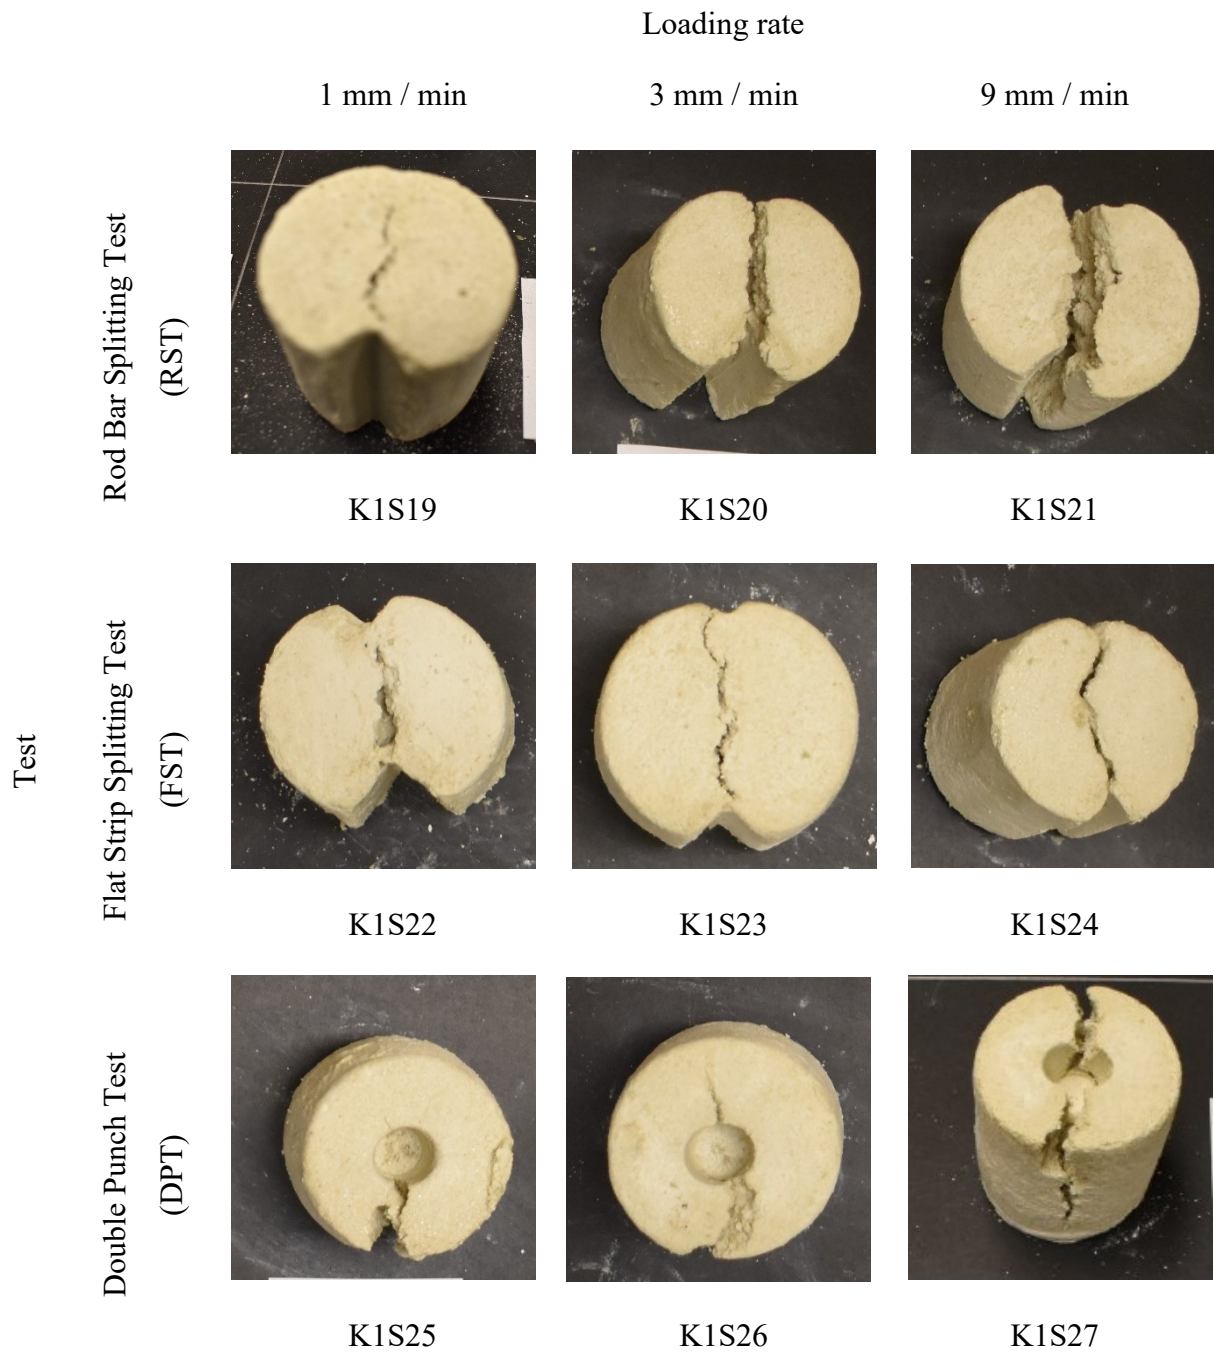 Loading rate
1 mm / min
3 mm / min
9 mm / min
Test
Rod Bar Splitting Test
(RST)
K1S19
K1S20
K1S21
Flat Strip Splitting Test
(FST)
K1S22
K1S23
K1S24
Double Punch Test
(DPT)
K1S25
K1S26
K1S27